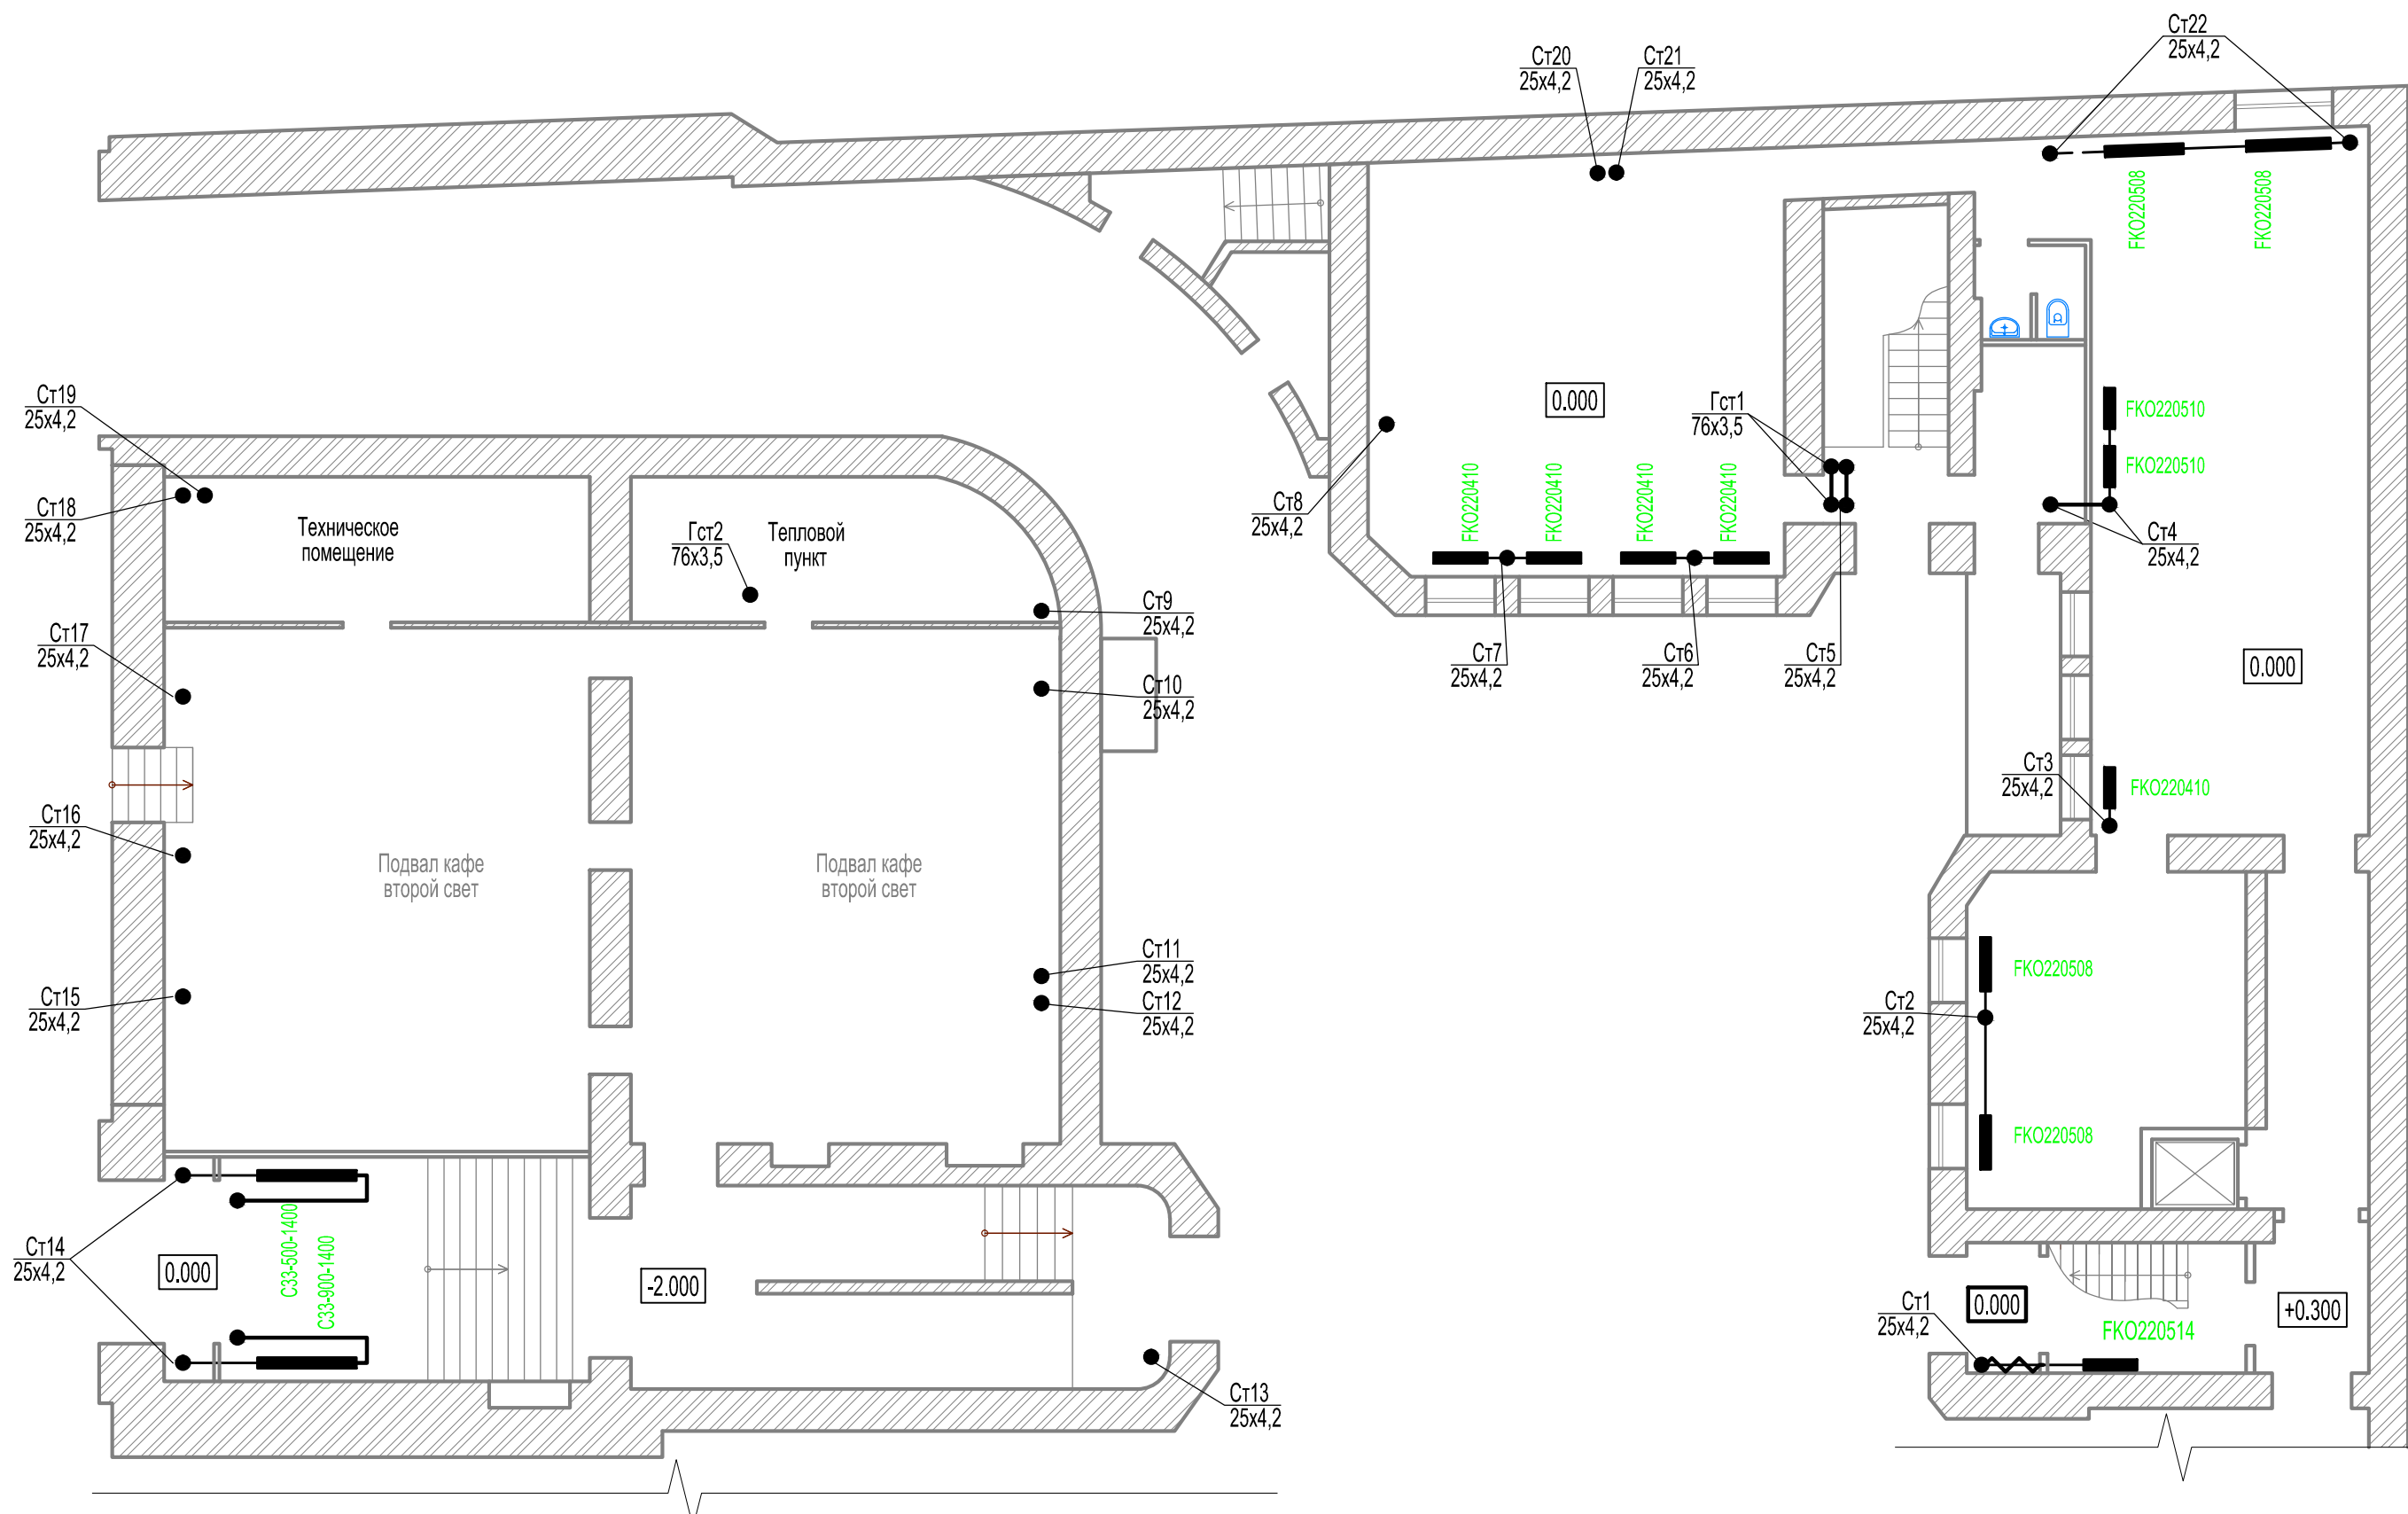 Ст22
25х4,2
Ст20
25х4,2
Ст21
25х4,2
FKO220508
FKO220508
Ст19
25х4,2
0.000
Гст1
76х3,5
FKO220510
FKO220510
Ст18
25х4,2
Техническое
помещение
Гст2
76х3,5
Тепловой
пункт
Ст8
25х4,2
FKO220410
FKO220410
FKO220410
FKO220410
Ст4
25х4,2
Ст9
25х4,2
Ст17
25х4,2
Ст7
25х4,2
Ст6
25х4,2
Ст5
25х4,2
0.000
Ст10
25х4,2
Ст3
25х4,2
FKO220410
Ст16
25х4,2
Подвал кафе
второй свет
Подвал кафе
второй свет
Ст11
25х4,2
FKO220508
Ст15
25х4,2
Ст12
25х4,2
Ст2
25х4,2
FKO220508
Ст14
25х4,2
0.000
С33-500-1400
С33-900-1400
-2.000
Ст1
25х4,2
0.000
FKO220514
+0.300
Ст13
25х4,2